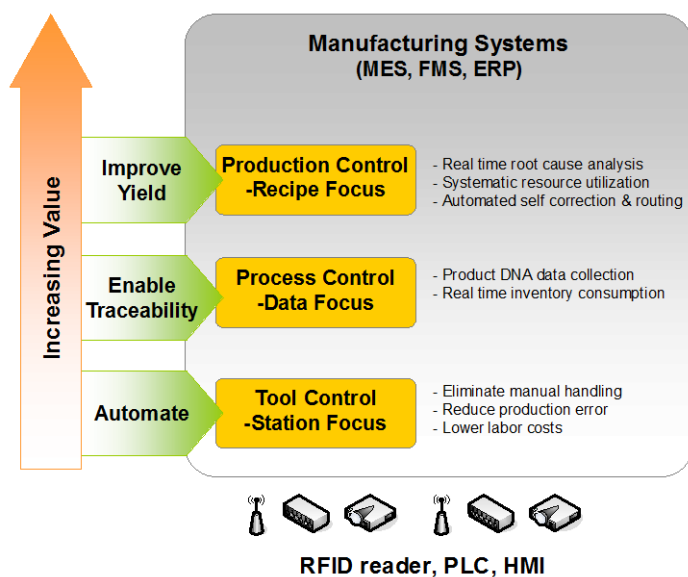 Manufacturing Systems
(MES, FMS, ERP)
Increasing Value
Improve
Yield
Production Control
-Recipe Focus
- Real time root cause analysis
- Systematic resource utilization
- Automated self correction & routing
Enable
Traceability
Process Control
-Data Focus
- Product DNA data collection
- Real time inventory consumption
Automate
Tool Control
-Station Focus
- Eliminate manual handling
- Reduce production error
- Lower labor costs
RFID reader, PLC, HMI